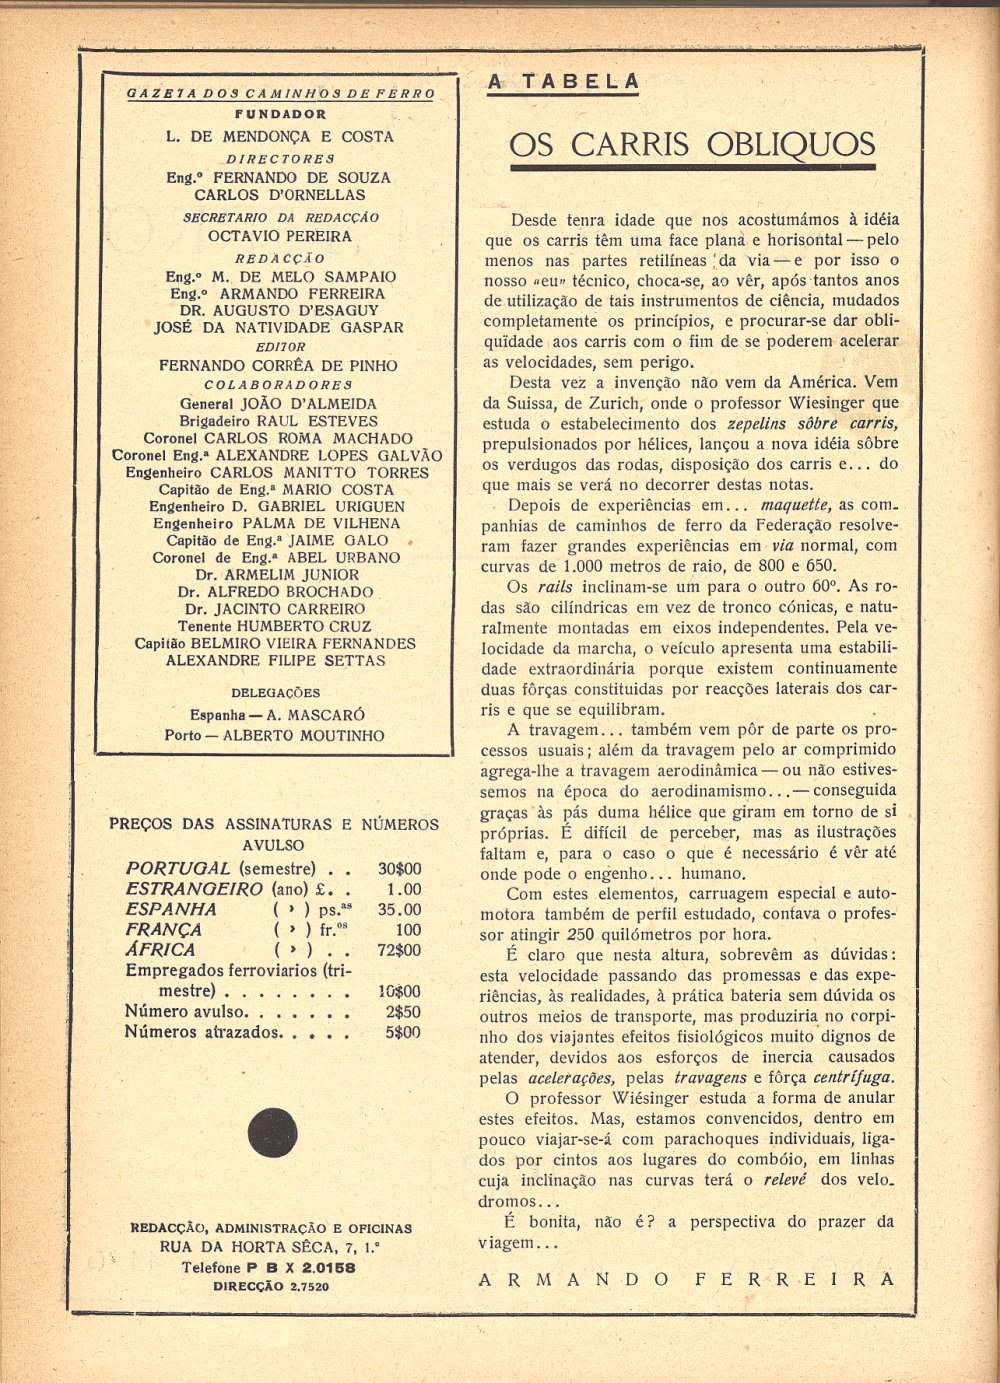 GAZETA DOS CAMINHOS DE FERRO
FUNDADOR
L. DE MENDONÇA E COSTA
DIRECTORES
Eng.º FERNANDO DE SOUZA
CARLOS D'ORNELLAS
SECRETARIO DA REDACÇÃO
OCTAVIO PEREIRA
REDACÇÃO
Eng.º M. DE MELO SAMPAIO
Eng.º ARMANDO FERREIRA
DR. AUGUSTO D'ESAGUY
JOSÉ DA NATIVIDADE GASPAR
EDITOR
FERNANDO CORRÊA DE PINHO
COLABORADORES
General JOÃO D'ALMEIDA
Brigadeiro RAUL ESTEVES
Coronel CARLOS ROMA MACHADO
Coronel Eng.ª ALEXANDRE LOPES GALVÃO
Engenheiro CARLOS MANITTO TORRES
Capitão de Eng.ª MARIO COSTA
Engenheiro D. GABRIEL URIGUEN
Engenheiro PALMA DE VILHENA
Capitão de Eng.ª JAIME GALO
Coronel de Eng.ª ABEL URBANO
Dr. ARMELIM JUNIOR
Dr. ALFREDO BROCHADO
Dr. JACINTO CARREIRO
Tenente HUMBERTO CRUZ
Capitão BELMIRO VIEIRA FERNANDES
ALEXANDRE FILIPE SETTAS
DELEGAÇÕES
Espanha — A. MASCARÓ
Porto — ALBERTO MOUTINHO
PREÇOS DAS ASSINATURAS E NÚMEROS
AVULSO
PORTUGAL (semestre) . . 30$00
ESTRANGEIRO (ano) £. . 1.00
ESPANHA ( » ) ps.as 35.00
FRANÇA ( » ) fr.os 100
ÁFRICA ( » ) . . 72$00
Empregados ferroviarios (tri-
mestre) . . . . . . . . 10$00
Número avulso. . . . . . . 2$50
Números atrazados. . . . . 5$00
REDACÇÃO, ADMINISTRAÇÃO E OFICINAS
RUA DA HORTA SÊCA, 7, 1.º
Telefone P B X 2.0158
DIRECÇÃO 2.7520
A TABELA
OS CARRIS OBLIQUOS
Desde tenra idade que nos acostumámos à idéia
que os carris têm uma face plana e horisontal — pelo
menos nas partes retilíneas da via — e por isso o
nosso «eu» técnico, choca-se, ao vêr, após tantos anos
de utilização de tais instrumentos de ciência, mudados
completamente os princípios, e procurar-se dar obli-
quïdade aos carris com o fim de se poderem acelerar
as velocidades, sem perigo.
Desta vez a invenção não vem da América. Vem
da Suissa, de Zurich, onde o professor Wiesinger que
estuda o estabelecimento dos zepelins sôbre carris,
prepulsionados por hélices, lançou a nova idéia sôbre
os verdugos das rodas, disposição dos carris e... do
que mais se verá no decorrer destas notas.
Depois de experiências em... maquette, as com-
panhias de caminhos de ferro da Federação resolve-
ram fazer grandes experiências em via normal, com
curvas de 1.000 metros de raio, de 800 e 650.
Os rails inclinam-se um para o outro 60º. As ro-
das são cilíndricas em vez de tronco cónicas, e natu-
ralmente montadas em eixos independentes. Pela ve-
locidade da marcha, o veículo apresenta uma estabili-
dade extraordinária porque existem continuamente
duas fôrças constituidas por reacções laterais dos car-
ris e que se equilibram.
A travagem... também vem pôr de parte os pro-
cessos usuais; além da travagem pelo ar comprimido
agrega-lhe a travagem aerodinâmica — ou não estives-
semos na época do aerodinamismo... — conseguida
graças às pás duma hélice que giram em torno de si
próprias. É difícil de perceber, mas as ilustrações
faltam e, para o caso o que é necessário é vêr até
onde pode o engenho... humano.
Com estes elementos, carruagem especial e auto-
motora também de perfil estudado, contava o profes-
sor atingir 250 quilómetros por hora.
É claro que nesta altura, sobrevêm as dúvidas:
esta velocidade passando das promessas e das expe-
riências, às realidades, à prática bateria sem dúvida os
outros meios de transporte, mas produziria no corpi-
nho dos viajantes efeitos fisiológicos muito dignos de
atender, devidos aos esforços de inercia causados
pelas acelerações, pelas travagens e fôrça centrífuga.
O professor Wiésinger estuda a forma de anular
estes efeitos. Mas, estamos convencidos, dentro em
pouco viajar-se-á com parachoques individuais, liga-
dos por cintos aos lugares do combóio, em linhas
cuja inclinação nas curvas terá o relevé dos velo-
dromos...
É bonita, não é? a perspectiva do prazer da
viagem...
ARMANDO FERREIRA